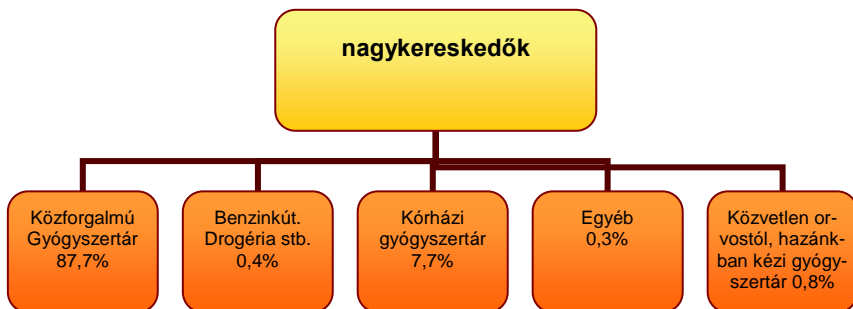 nagykereskedők
Közforgalmú
Gyógyszertár
87,7%
Benzinkút.
Drogéria stb.
0,4%
Kórházi
gyógyszertár
7,7%
Egyéb
0,3%
Közvetlen or-
vostól, hazánk-
ban kézi gyógy-
szertár 0,8%